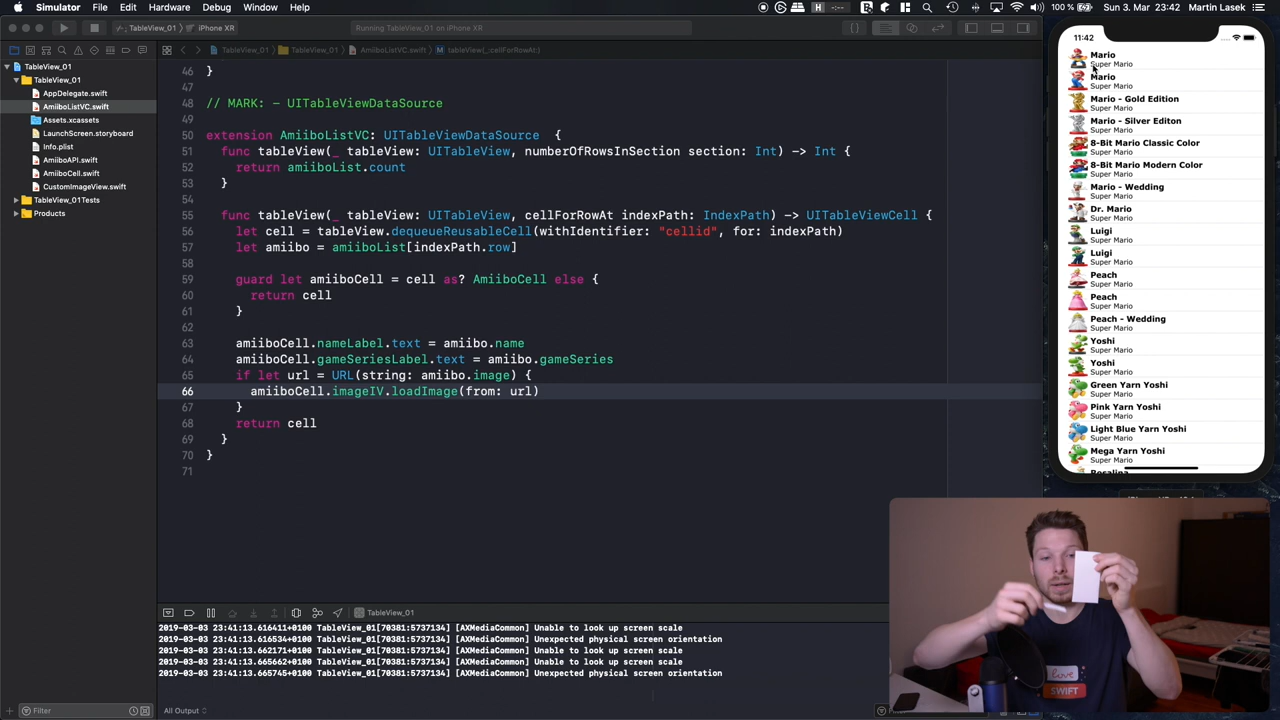 Simulator File Edit Hardware Debug Window Help 100 % Sun 3. Mar 23:42 Martin Lasek
TableView_01 iPhone XR Running TableView_01 on iPhone XR
TableView_01 TableView_01 AmiiboListVC.swift M tableView(_:cellForRowAt:)
TableView_01
TableView_01
AppDelegate.swift
AmiiboListVC.swift
Assets.xcassets
LaunchScreen.storyboard
Info.plist
AmiiboAPI.swift
AmiiboCell.swift
CustomImageView.swift
TableView_01Tests
Products
46 }
47
48 // MARK: - UITableViewDataSource
49
50 extension AmiiboListVC: UITableViewDataSource {
51 func tableView(_ tableView: UITableView, numberOfRowsInSection section: Int) -> Int {
52 return amiiboList.count
53 }
54
55 func tableView(_ tableView: UITableView, cellForRowAt indexPath: IndexPath) -> UITableViewCell {
56 let cell = tableView.dequeueReusableCell(withIdentifier: "cellid", for: indexPath)
57 let amiibo = amiiboList[indexPath.row]
58
59 guard let amiiboCell = cell as? AmiiboCell else {
60 return cell
61 }
62
63 amiiboCell.nameLabel.text = amiibo.name
64 amiiboCell.gameSeriesLabel.text = amiibo.gameSeries
65 if let url = URL(string: amiibo.image) {
66 amiiboCell.imageIV.loadImage(from: url)
67 }
68 return cell
69 }
70 }
71
TableView_01
2019-03-03 23:41:13.616411+0100 TableView_01[70381:5737134] [AXMediaCommon] Unable to look up screen scale
2019-03-03 23:41:13.616534+0100 TableView_01[70381:5737134] [AXMediaCommon] Unexpected physical screen orientation
2019-03-03 23:41:13.662171+0100 TableView_01[70381:5737134] [AXMediaCommon] Unable to look up screen scale
2019-03-03 23:41:13.665662+0100 TableView_01[70381:5737134] [AXMediaCommon] Unable to look up screen scale
2019-03-03 23:41:13.665745+0100 TableView_01[70381:5737134] [AXMediaCommon] Unexpected physical screen orientation
Filter
All Output
11:42
Mario
Super Mario
Mario
Super Mario
Mario - Gold Edition
Super Mario
Mario - Silver Editon
Super Mario
8-Bit Mario Classic Color
Super Mario
8-Bit Mario Modern Color
Super Mario
Mario - Wedding
Super Mario
Dr. Mario
Super Mario
Luigi
Super Mario
Luigi
Super Mario
Peach
Super Mario
Peach
Super Mario
Peach - Wedding
Super Mario
Yoshi
Super Mario
Yoshi
Super Mario
Green Yarn Yoshi
Super Mario
Pink Yarn Yoshi
Super Mario
Light Blue Yarn Yoshi
Super Mario
Mega Yarn Yoshi
Super Mario
Rosalina
love
SWIFT